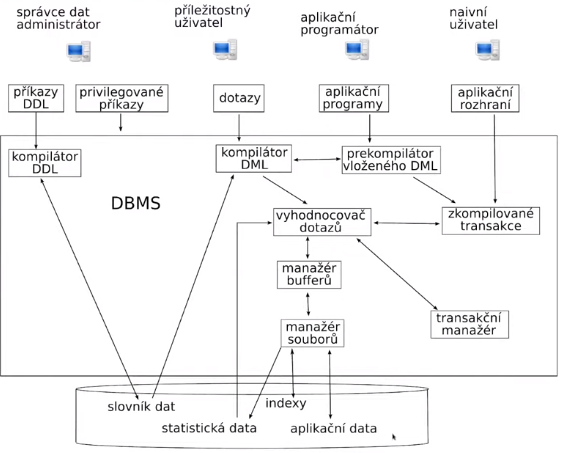 správce dat
administrátor
příležitostný
uživatel
aplikační
programátor
naivní
uživatel
příkazy
DDL
privilegované
příkazy
dotazy
aplikační
programy
aplikační
rozhraní
kompilátor
DDL
kompilátor
DML
prekompilátor
vloženého DML
DBMS
vyhodnocovač
dotazů
zkompilované
transakce
manažér
bufferů
manažér
souborů
transakční
manažér
slovník dat
indexy
statistická data
aplikační data